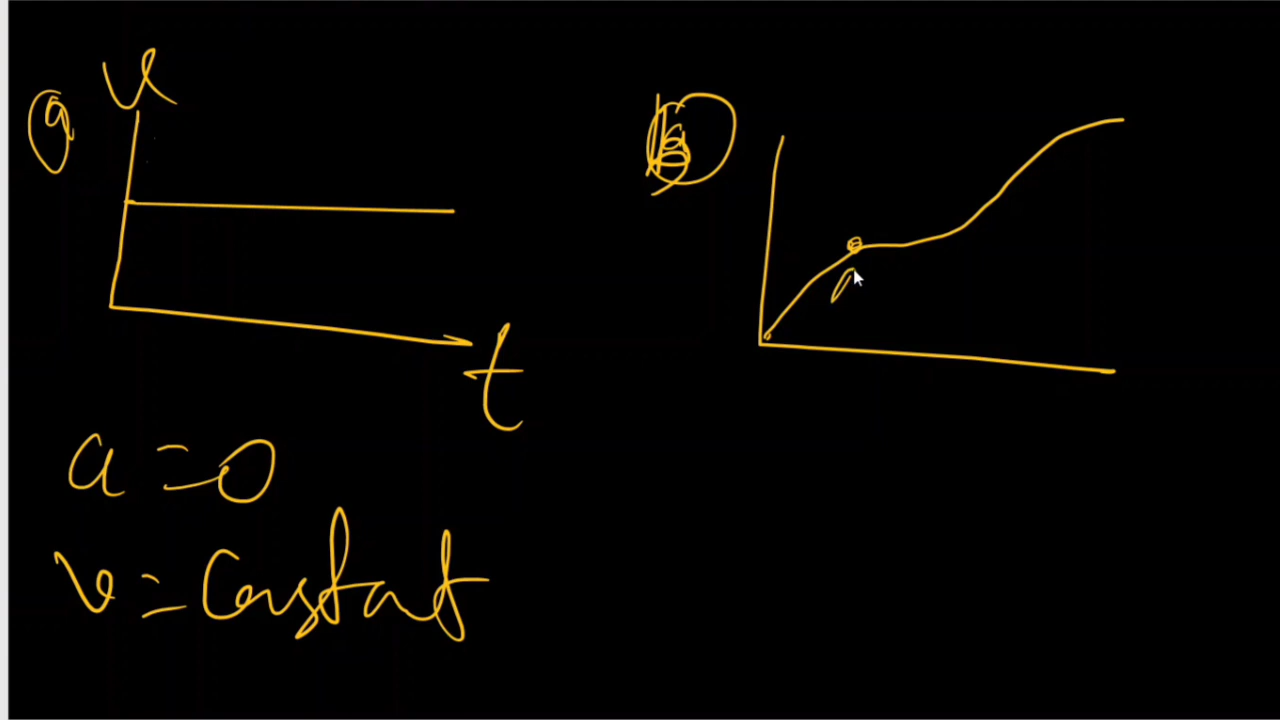 a
v
t
a = 0
v = Constant